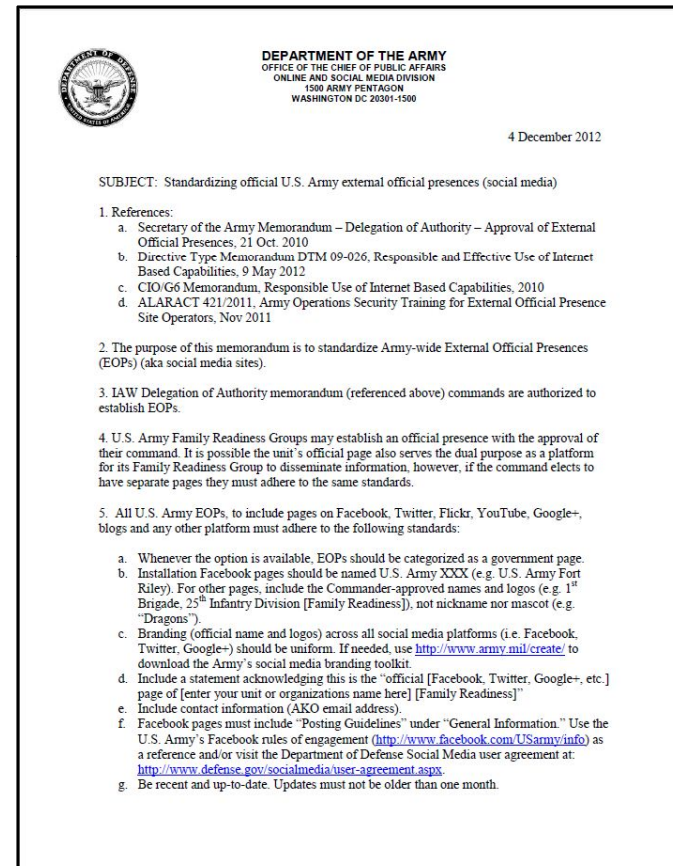 DEPARTMENT OF DEFENSE
UNITED STATES OF AMERICA
DEPARTMENT OF THE ARMY
OFFICE OF THE CHIEF OF PUBLIC AFFAIRS
ONLINE AND SOCIAL MEDIA DIVISION
1500 ARMY PENTAGON
WASHINGTON DC 20301-1500
4 December 2012
SUBJECT: Standardizing official U.S. Army external official presences (social media)
1. References:
a. Secretary of the Army Memorandum – Delegation of Authority – Approval of External
Official Presences, 21 Oct. 2010
b. Directive Type Memorandum DTM 09-026, Responsible and Effective Use of Internet
Based Capabilities, 9 May 2012
c. CIO/G6 Memorandum, Responsible Use of Internet Based Capabilities, 2010
d. ALARACT 421/2011, Army Operations Security Training for External Official Presence
Site Operators, Nov 2011
2. The purpose of this memorandum is to standardize Army-wide External Official Presences
(EOPs) (aka social media sites).
3. IAW Delegation of Authority memorandum (referenced above) commands are authorized to
establish EOPs.
4. U.S. Army Family Readiness Groups may establish an official presence with the approval of
their command. It is possible the unit's official page also serves the dual purpose as a platform
for its Family Readiness Group to disseminate information, however, if the command elects to
have separate pages they must adhere to the same standards.
5. All U.S. Army EOPs, to include pages on Facebook, Twitter, Flickr, YouTube, Google+,
blogs and any other platform must adhere to the following standards:
a. Whenever the option is available, EOPs should be categorized as a government page.
b. Installation Facebook pages should be named U.S. Army XXX (e.g. U.S. Army Fort
Riley). For other pages, include the Commander-approved names and logos (e.g. 1st
Brigade, 25th Infantry Division [Family Readiness]), not nickname nor mascot (e.g.
"Dragons").
c. Branding (official name and logos) across all social media platforms (i.e. Facebook,
Twitter, Google+) should be uniform. If needed, use http://www.army.mil/create/ to
download the Army's social media branding toolkit.
d. Include a statement acknowledging this is the "official [Facebook, Twitter, Google+, etc.]
page of [enter your unit or organizations name here] [Family Readiness]"
e. Include contact information (AKO email address).
f. Facebook pages must include "Posting Guidelines" under "General Information." Use the
U.S. Army's Facebook rules of engagement (http://www.facebook.com/USarmy/info) as
a reference and/or visit the Department of Defense Social Media user agreement at:
http://www.defense.gov/socialmedia/user-agreement.aspx.
g. Be recent and up-to-date. Updates must not be older than one month.